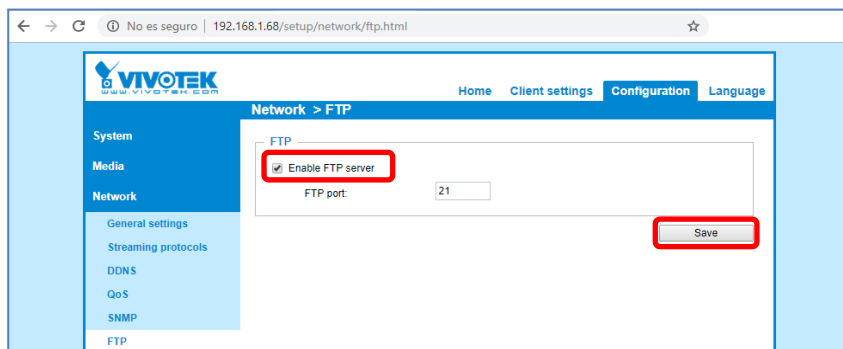 No es seguro | 192.168.1.68/setup/network/ftp.html
VIVOTEK
WWW.VIVOTEK.COM
Home Client settings Configuration Language
Network > FTP
System
Media
Network
General settings
Streaming protocols
DDNS
QoS
SNMP
FTP
FTP
Enable FTP server
FTP port: 21
Save